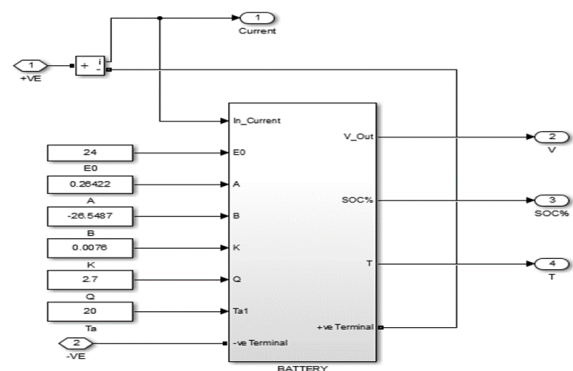 1
Current
1
+VE
+
i
-
In_Current
V_Out
2
V
24
E0
E0
0.26422
A
A
SOC%
3
SOC%
-26.5487
B
B
0.0076
K
K
T
4
T
2.7
Q
Q
20
Ta
Ta1
+ve Terminal
2
-VE
-ve Terminal
BATTERY